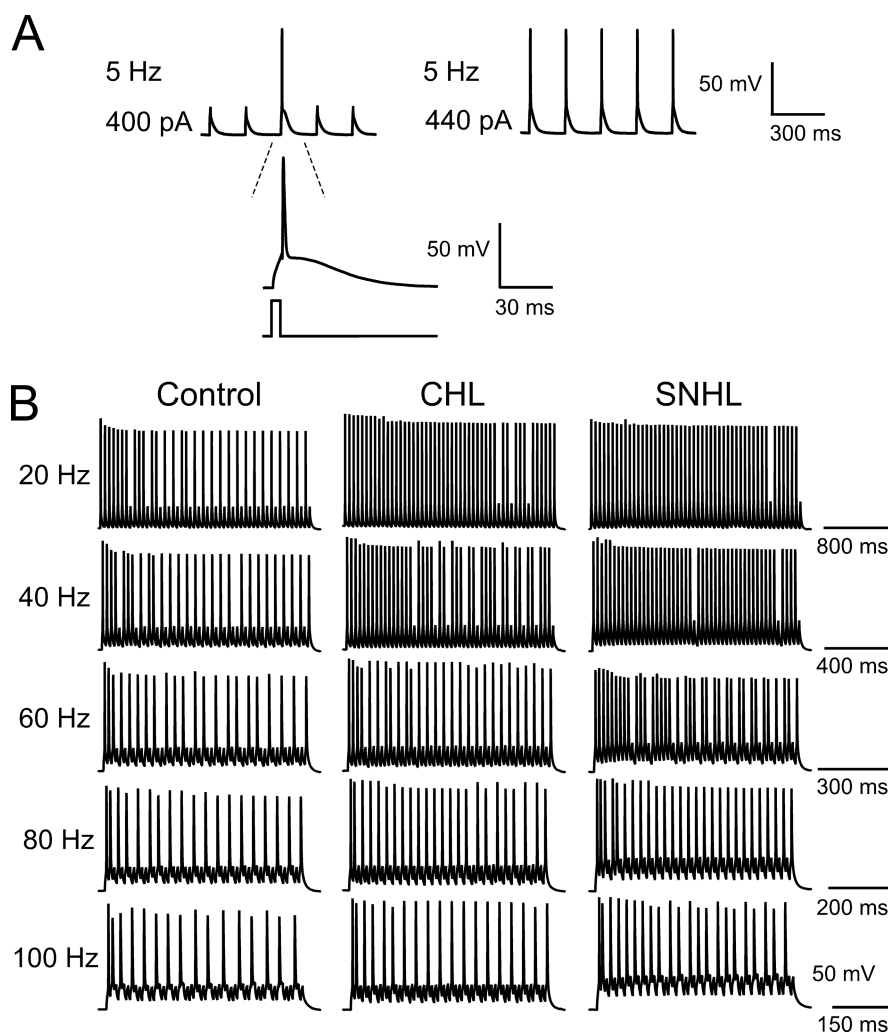 A
5 Hz
400 pA
5 Hz
440 pA
50 mV
300 ms
50 mV
30 ms
B
Control CHL SNHL
20 Hz
800 ms
40 Hz
400 ms
60 Hz
300 ms
80 Hz
200 ms
100 Hz
50 mV
150 ms